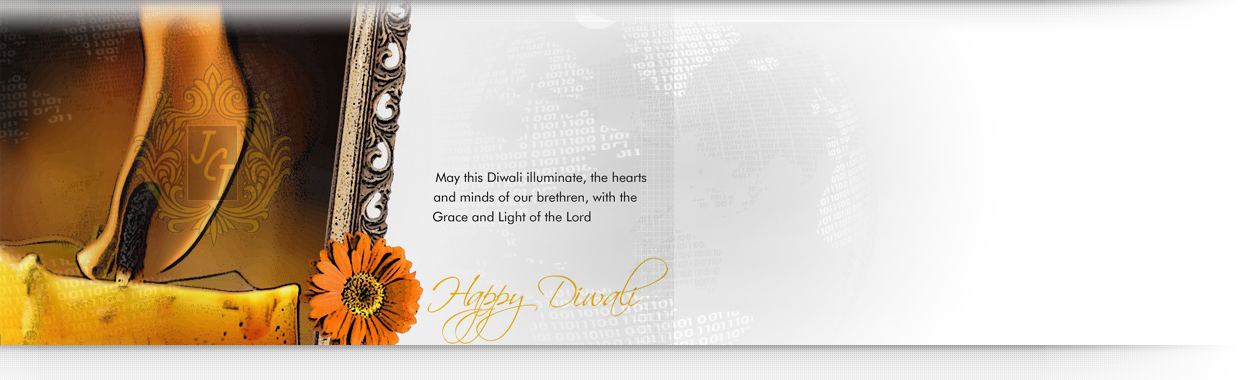 JG
May this Diwali illuminate, the hearts
and minds of our brethren, with the
Grace and Light of the Lord
Happy Diwali